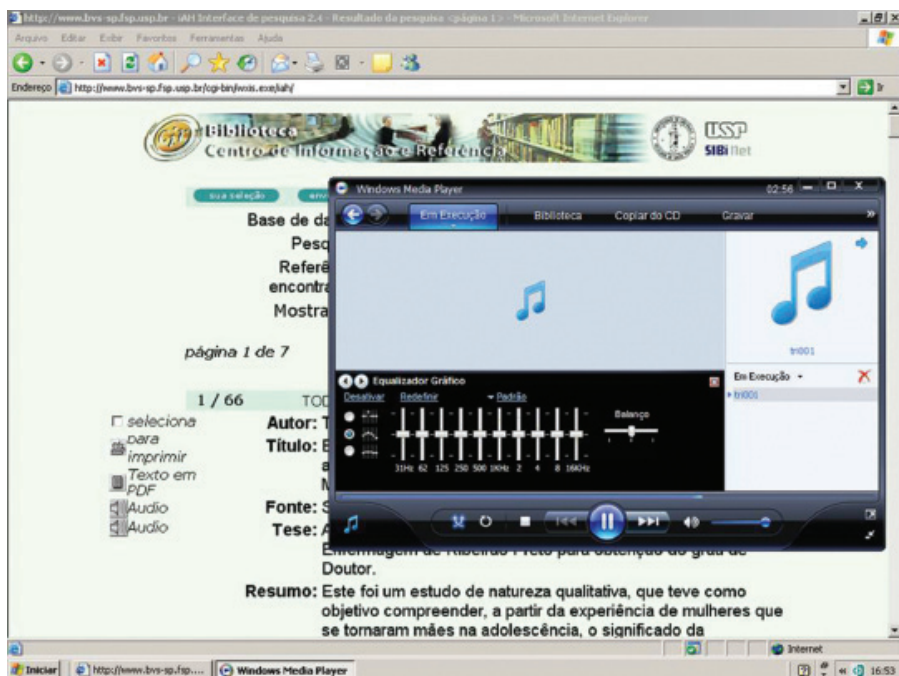 http://www.bvs-sp.fsp.usp.br - iAH Interface de pesquisa 2.4 - Resultado da pesquisa <página 1> - Microsoft Internet Explorer
Arquivo Editar Exibir Favoritos Ferramentas Ajuda
Endereço http://www.bvs-sp.fsp.usp.br/cgi-bin/wxis.exe/iah/ Ir
Biblioteca
Centro de Informação e Referência
USP
SIBi Net
sua seleção
Windows Media Player 02:56
Em Execução Biblioteca Copiar do CD Gravar
Base de da
Pesq
Referê
encontra
Mostra
página 1 de 7
tri001
Equalizador Gráfico
Desativar Redefinir Padrão
Balanço
31Hz 62 125 250 500 1KHz 2 4 8 16KHz
Em Execução
tri001
1 / 66 TOD
seleciona
para
imprimir
Texto em
PDF
Audio
Audio
Autor: T
Título: E
a
M
Fonte: S
Tese: A
Enfermagem de Ribeirão Preto para obtenção do grau de
Doutor.
Resumo: Este foi um estudo de natureza qualitativa, que teve como
objetivo compreender, a partir da experiência de mulheres que
se tornaram mães na adolescência, o significado da
Internet
Iniciar http://www.bvs-sp.fsp.... Windows Media Player 16:53